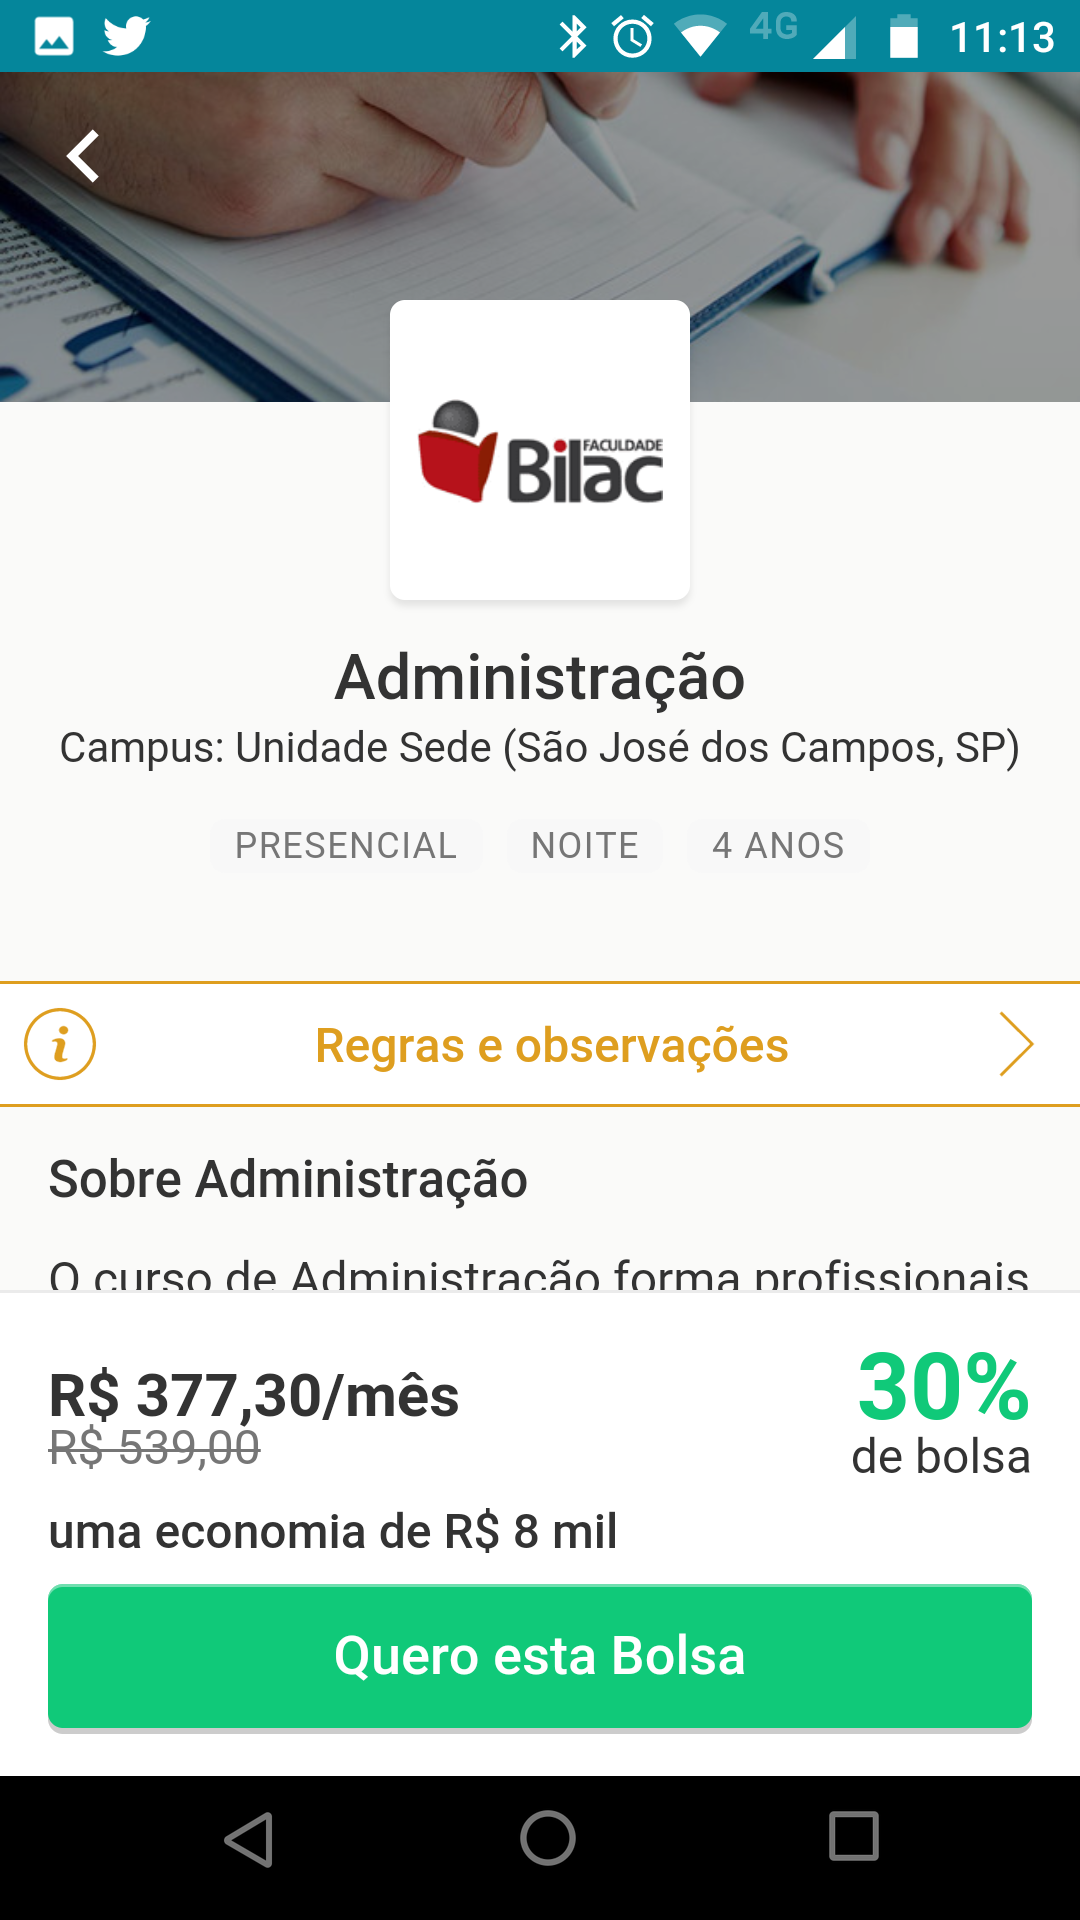 4G 11:13
FACULDADE
Bilac
Administração
Campus: Unidade Sede (São José dos Campos, SP)
PRESENCIAL NOITE 4 ANOS
i Regras e observações
Sobre Administração
O curso de Administração forma profissionais
R$ 377,30/mês
30%
R$ 539,00
de bolsa
uma economia de R$ 8 mil
Quero esta Bolsa